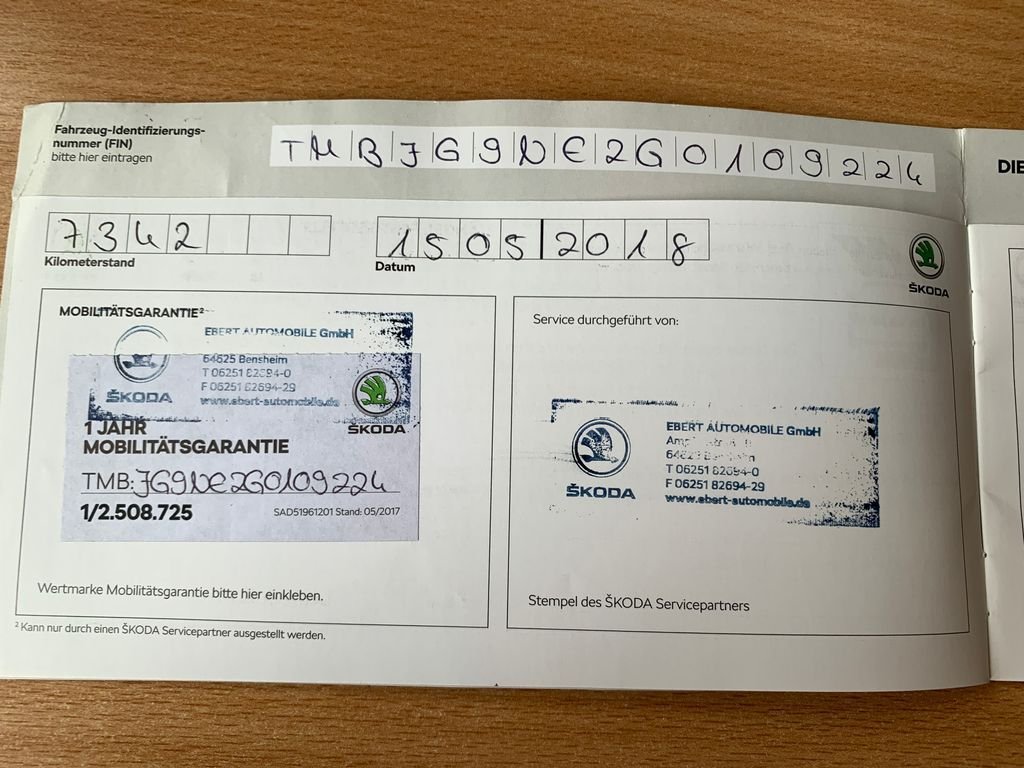 Fahrzeug-Identifizierungs-
nummer (FIN)
bitte hier eintragen
TMBJG9NE2G0109224
DIE
7342
Kilometerstand
15052018
Datum
ŠKODA
MOBILITÄTSGARANTIE²
EBERT AUTOMOBILE GmbH
64625 Bensheim
T 06251 82694-0
F 06251 82694-29
www.ebert-automobile.de
ŠKODA
ŠKODA
1 JAHR
MOBILITÄTSGARANTIE
TMB: JG9NE2G0109224
1/2.508.725
SAD51961201 Stand: 05/2017
Wertmarke Mobilitätsgarantie bitte hier einkleben.
² Kann nur durch einen ŠKODA Servicepartner ausgestellt werden.
Service durchgeführt von:
EBERT AUTOMOBILE GmbH
64625 Bensheim
T 06251 82694-0
F 06251 82694-29
www.ebert-automobile.de
ŠKODA
Stempel des ŠKODA Servicepartners